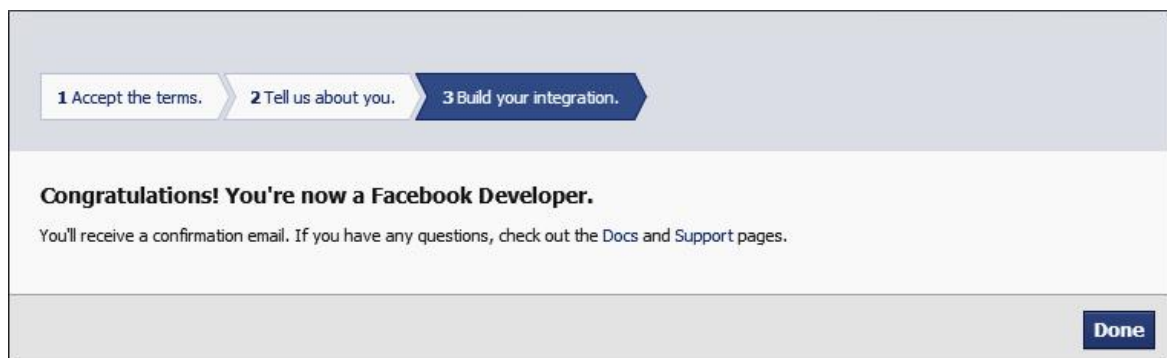 1 Accept the terms. 2 Tell us about you. 3 Build your integration.
Congratulations! You're now a Facebook Developer.
You'll receive a confirmation email. If you have any questions, check out the Docs and Support pages.
Done